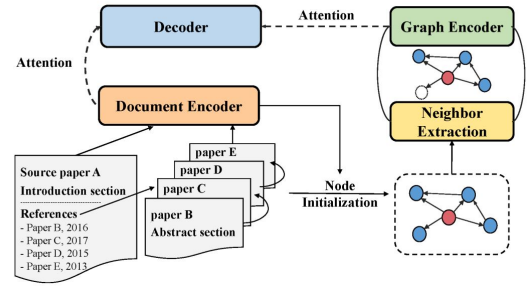 Attention
Decoder
Graph Encoder
Attention
Document Encoder
Neighbor
Extraction
paper E
paper D
paper C
paper B
Abstract section
Source paper A
Introduction section
References
- Paper B, 2016
- Paper C, 2017
- Paper D, 2015
- Paper E, 2013
Node
Initialization